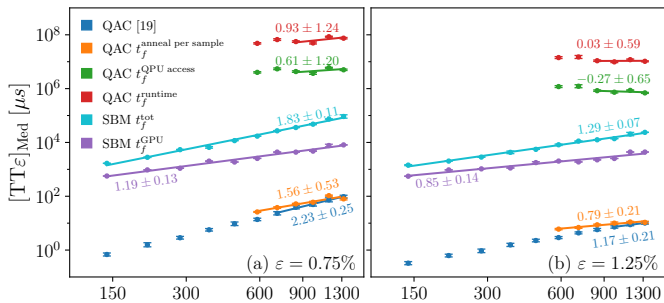 [TTε]Med [μs]
10^8
10^6
10^4
10^2
10^0
QAC [19]
QAC t_f^anneal per sample
QAC t_f^QPU access
QAC t_f^runtime
SBM t_f^tot
SBM t_f^GPU
0.93 ± 1.24
0.61 ± 1.20
1.83 ± 0.11
1.19 ± 0.13
1.56 ± 0.53
2.23 ± 0.25
(a) ε = 0.75%
150
300
600
900
1300
0.03 ± 0.59
−0.27 ± 0.65
1.29 ± 0.07
0.85 ± 0.14
0.79 ± 0.21
1.17 ± 0.21
(b) ε = 1.25%
150
300
600
900
1300